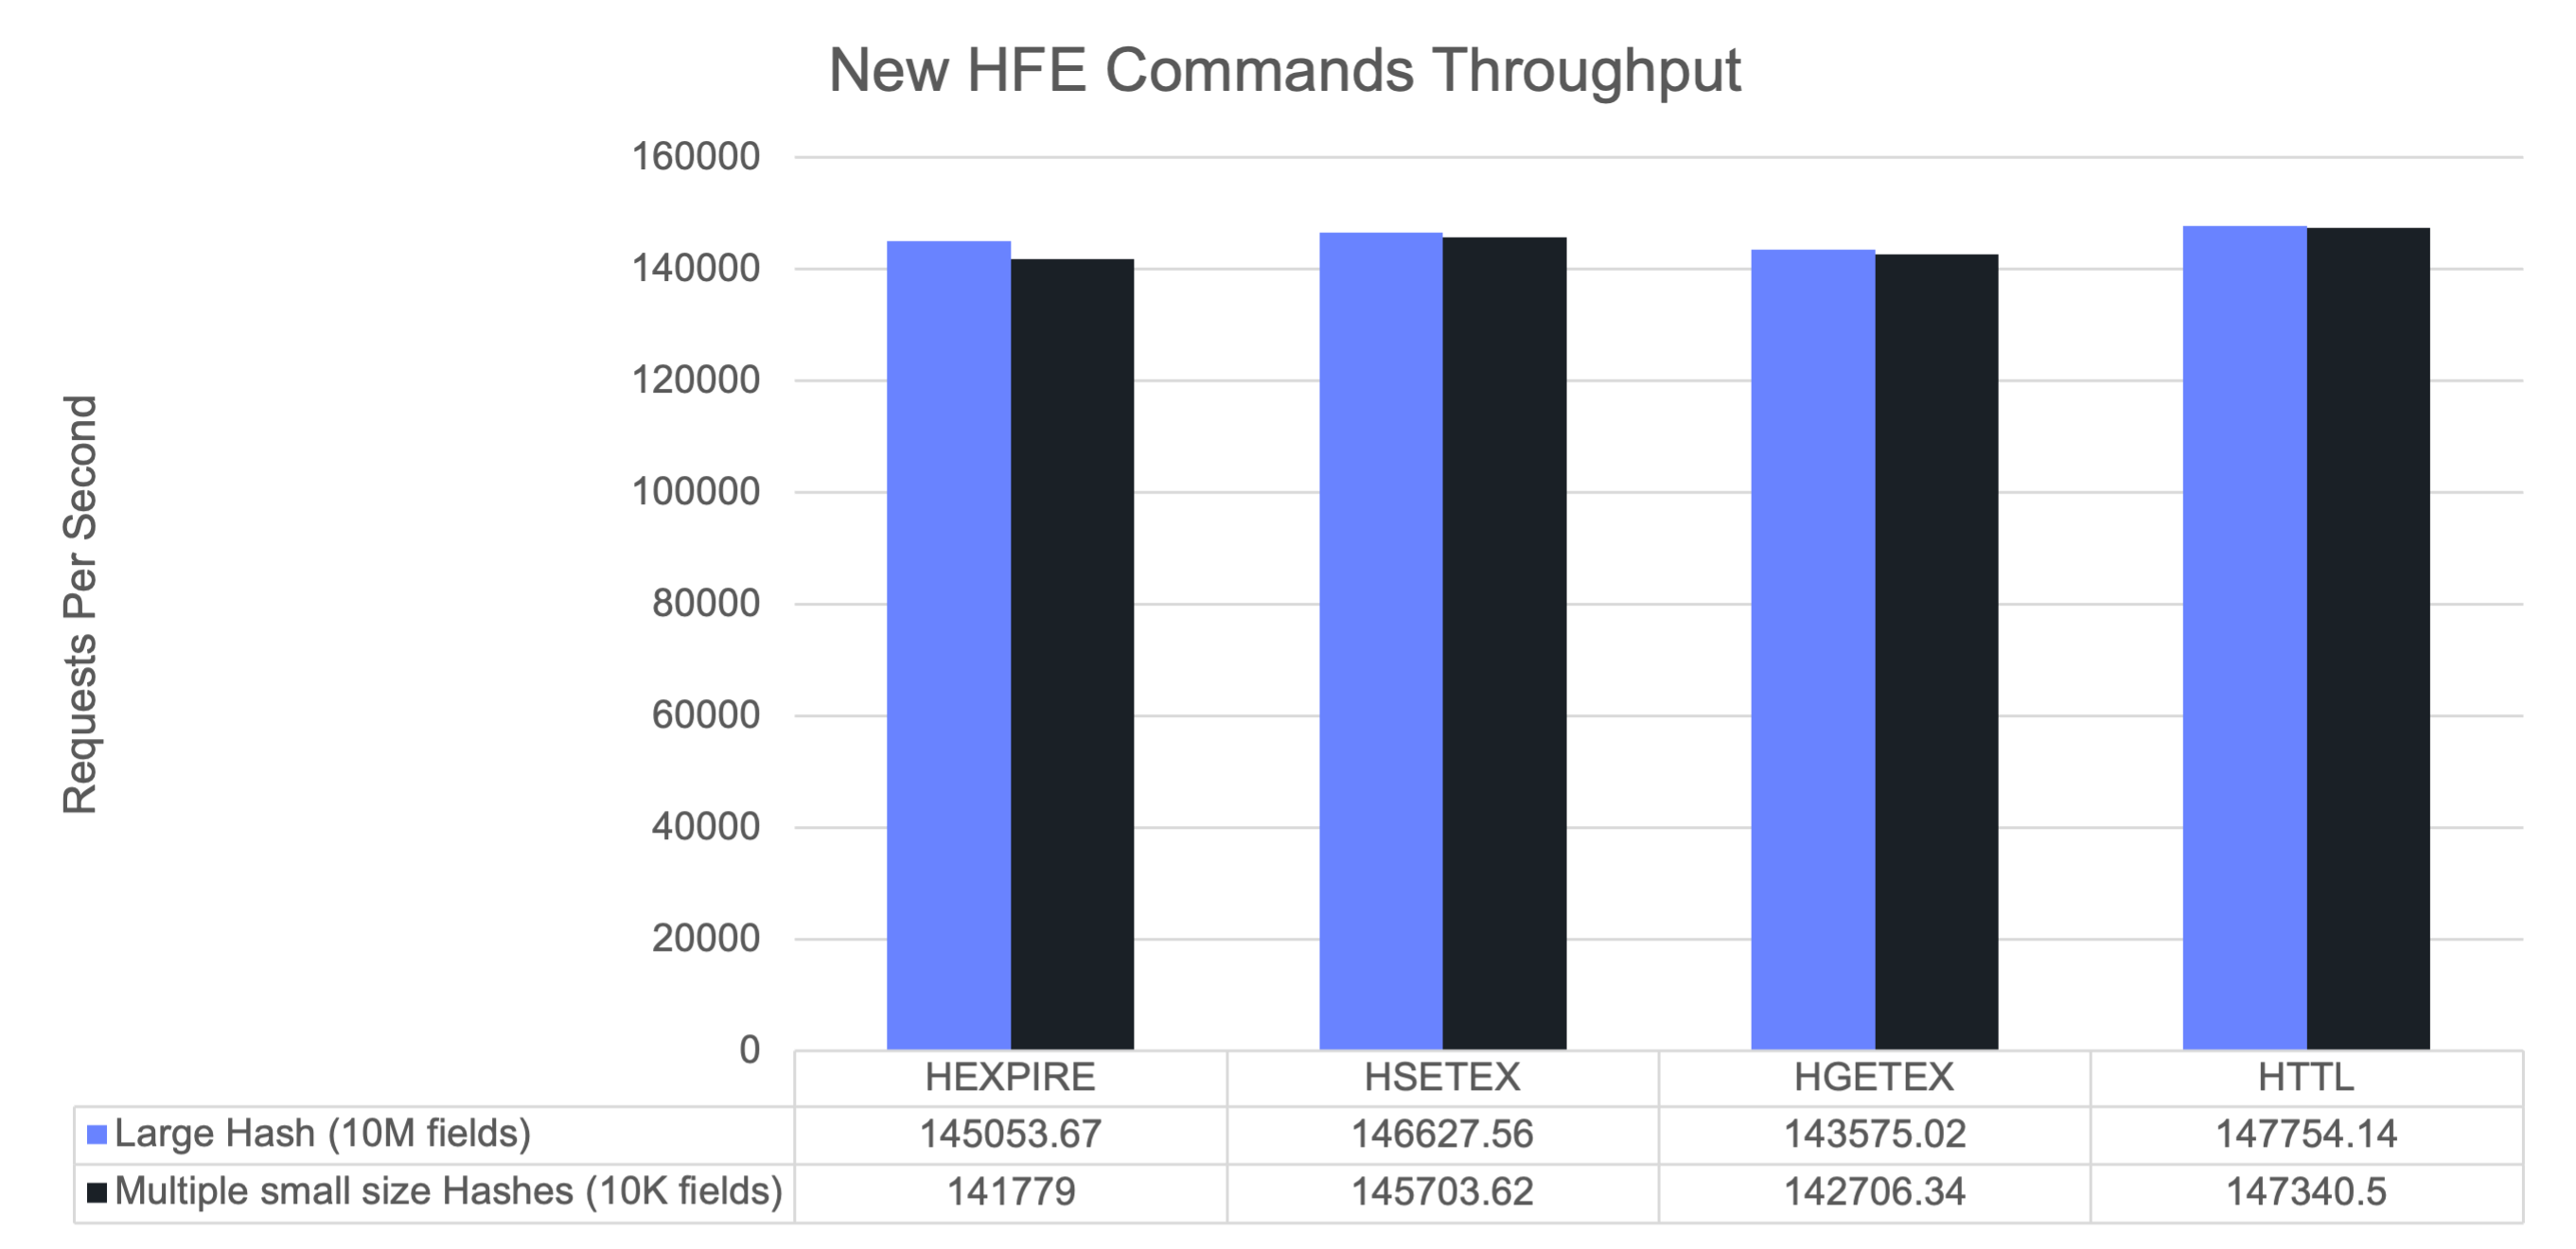 New HFE Commands Throughput
Requests Per Second
160000
140000
120000
100000
80000
60000
40000
20000
0
HEXPIRE HSETEX HGETEX HTTL
Large Hash (10M fields) 145053.67 146627.56 143575.02 147754.14
Multiple small size Hashes (10K fields) 141779 145703.62 142706.34 147340.5